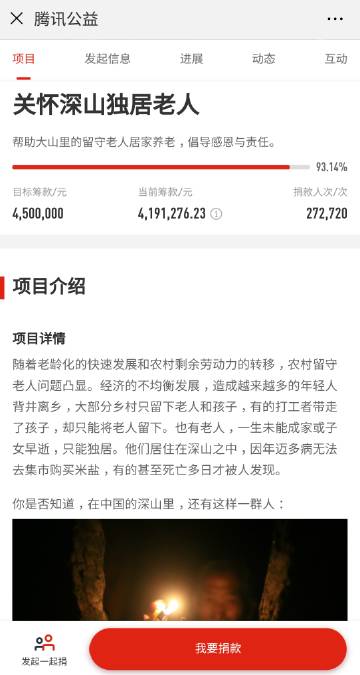 腾讯公益
项目 发起信息 进展 动态 互动
关怀深山独居老人
帮助大山里的留守老人居家养老，倡导感恩与责任。
93.14%
目标筹款/元 当前筹款/元 捐款人次/次
4,500,000 4,191,276.23 272,720
项目介绍
项目详情
随着老龄化的快速发展和农村剩余劳动力的转移，农村留守
老人问题凸显。经济的不均衡发展，造成越来越多的年轻人
背井离乡，大部分乡村只留下老人和孩子，有的打工者带走
了孩子，却只能将老人留下。也有老人，一生未能成家或子
女早逝，只能独居。他们居住在深山之中，因年迈多病无法
去集市购买米盐，有的甚至死亡多日才被人发现。
你是否知道，在中国的深山里，还有这样一群人：
发起一起捐 我要捐款